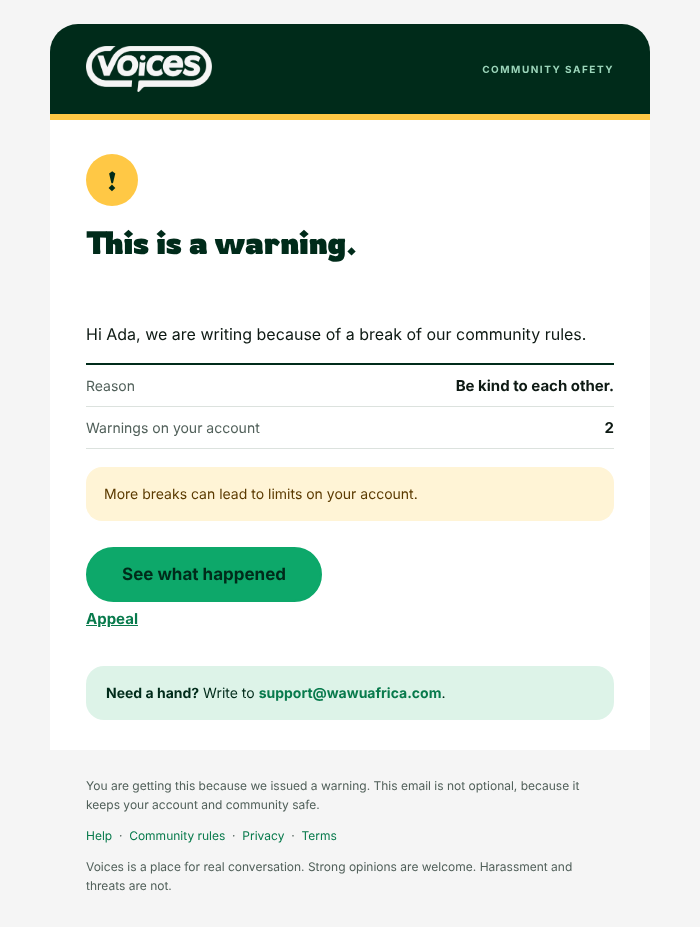 Voices
COMMUNITY SAFETY
!
This is a warning.
Hi Ada, we are writing because of a break of our community rules.
Reason Be kind to each other.
Warnings on your account 2
More breaks can lead to limits on your account.
See what happened
Appeal
Need a hand? Write to support@wawuafrica.com.
You are getting this because we issued a warning. This email is not optional, because it
keeps your account and community safe.
Help · Community rules · Privacy · Terms
Voices is a place for real conversation. Strong opinions are welcome. Harassment and
threats are not.